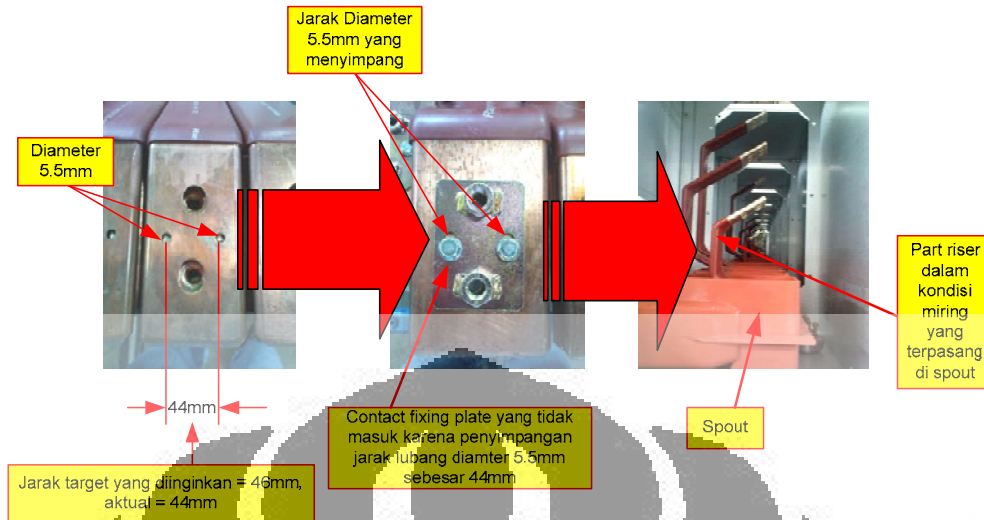 Jarak Diameter
5.5mm yang
menyimpang
Diameter
5.5mm
Part riser
dalam
kondisi
miring
yang
terpasang
di spout
44mm
Contact fixing plate yang tidak
masuk karena penyimpangan
jarak lubang diamter 5.5mm
sebesar 44mm
Spout
Jarak target yang diinginkan = 46mm,
aktual = 44mm